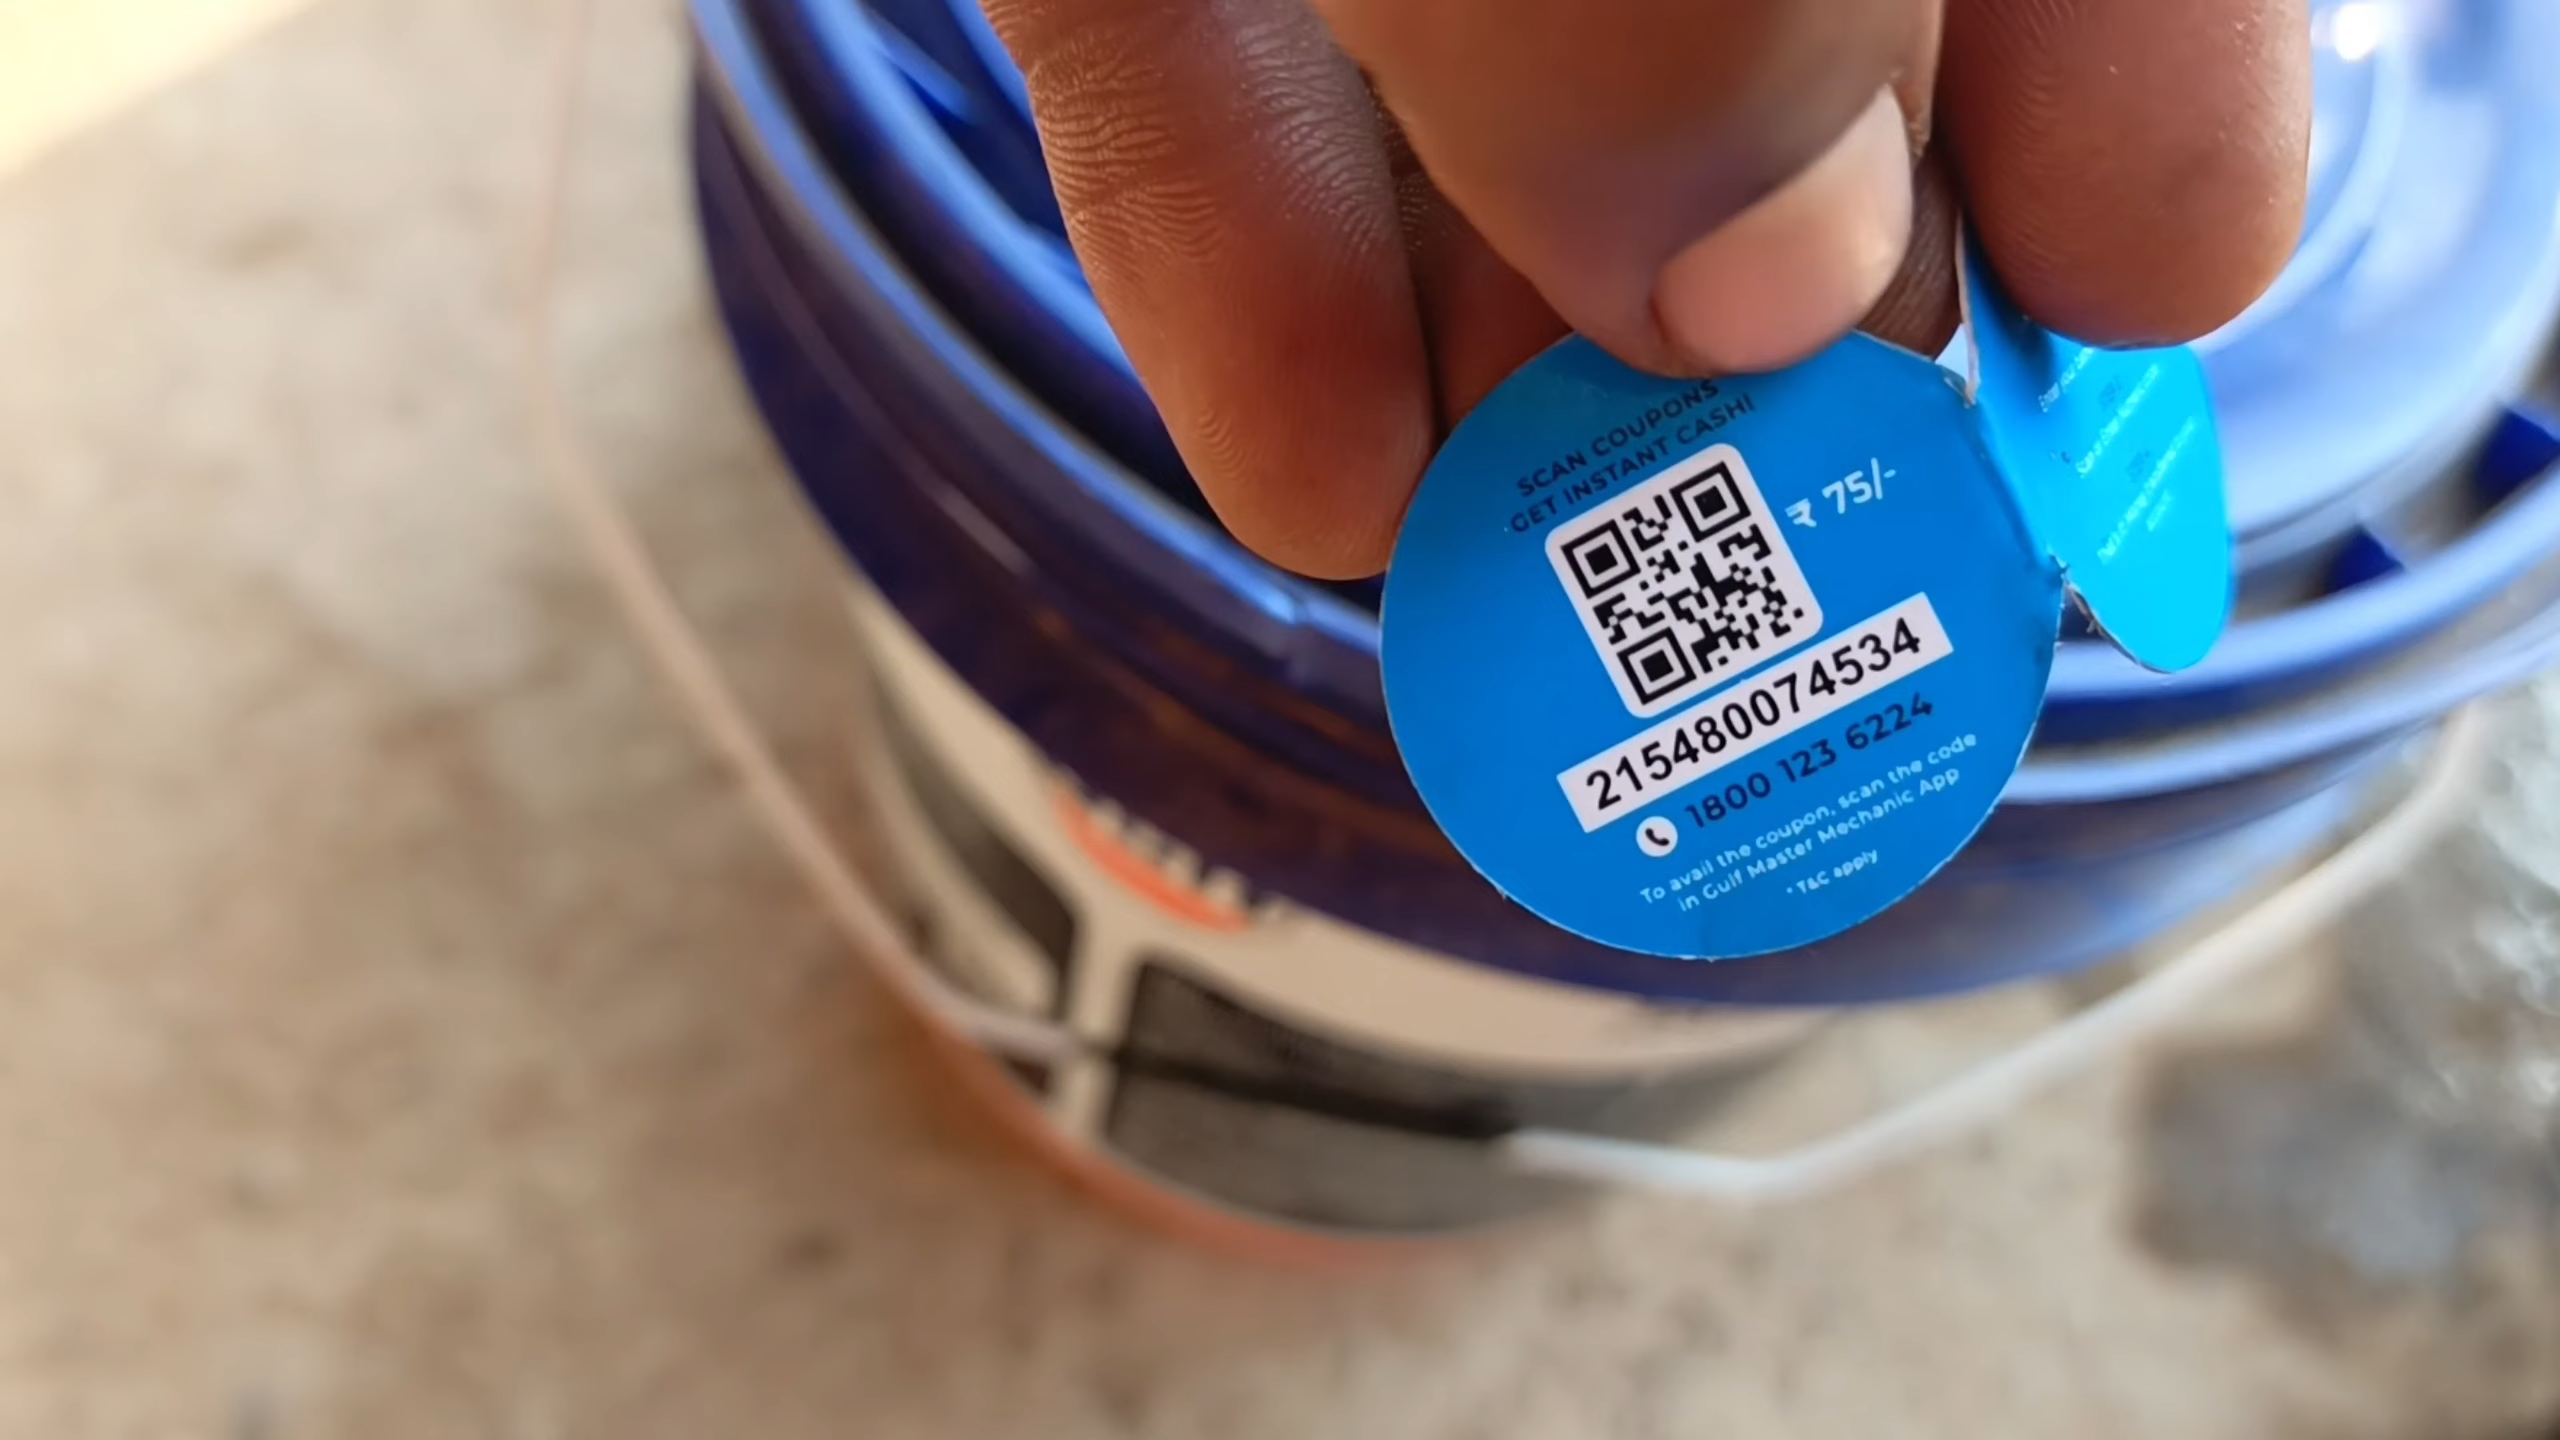 SCAN COUPONS
GET INSTANT CASH!
₹ 75/-
215480074534
1800 123 6224
To avail the coupon, scan the code
in Gulf Master Mechanic App
* T&C apply